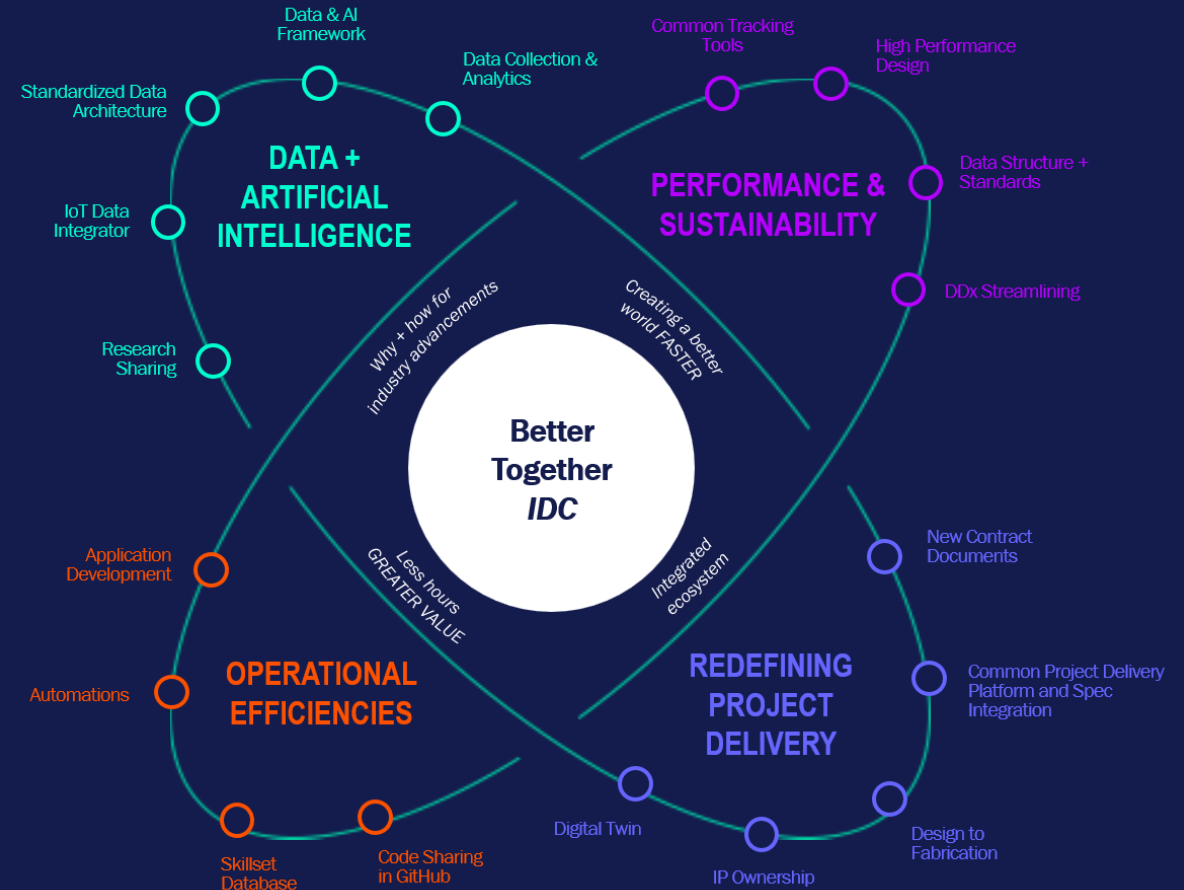 Data & AI
Framework
Data Collection &
Analytics
Standardized Data
Architecture
IoT Data
Integrator
Research
Sharing
DATA +
ARTIFICIAL
INTELLIGENCE
Common Tracking
Tools
High Performance
Design
Data Structure +
Standards
DDx Streamlining
PERFORMANCE &
SUSTAINABILITY
Why + how for
industry advancements
Creating a better
world FASTER
Better
Together
IDC
Less hours
GREATER VALUE
Integrated
ecosystem
Application
Development
Automations
OPERATIONAL
EFFICIENCIES
Skillset
Database
Code Sharing
in GitHub
New Contract
Documents
Common Project Delivery
Platform and Spec
Integration
REDEFINING
PROJECT
DELIVERY
Digital Twin
IP Ownership
Design to
Fabrication